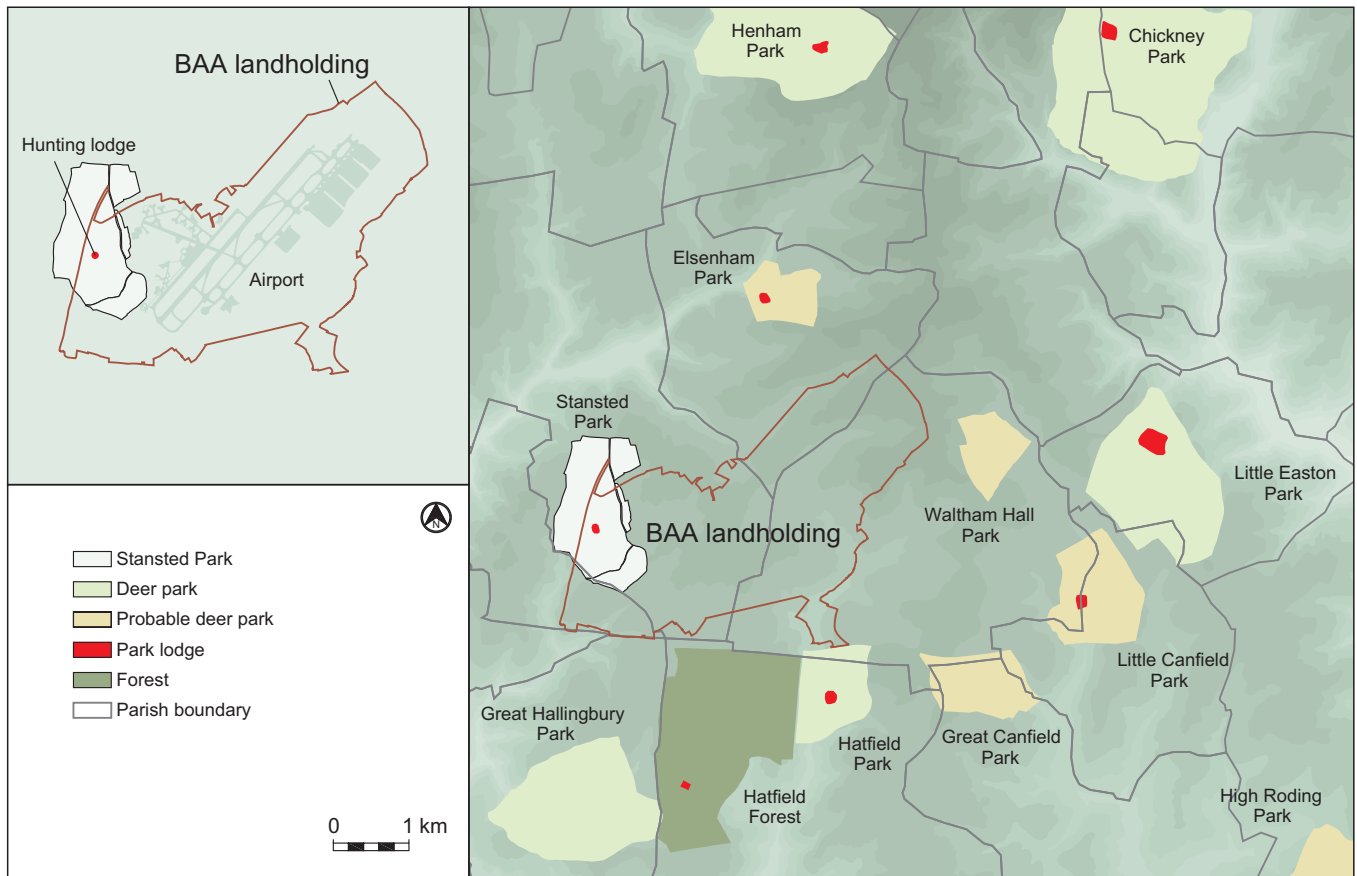 BAA landholding
Hunting lodge
Airport
N
Stansted Park
Deer park
Probable deer park
Park lodge
Forest
Parish boundary
0 1 km
Henham
Park
Chickney
Park
Elsenham
Park
Stansted
Park
BAA landholding
Waltham Hall
Park
Little Easton
Park
Little Canfield
Park
Great Hallingbury
Park
Hatfield
Park
Great Canfield
Park
Hatfield
Forest
High Roding
Park